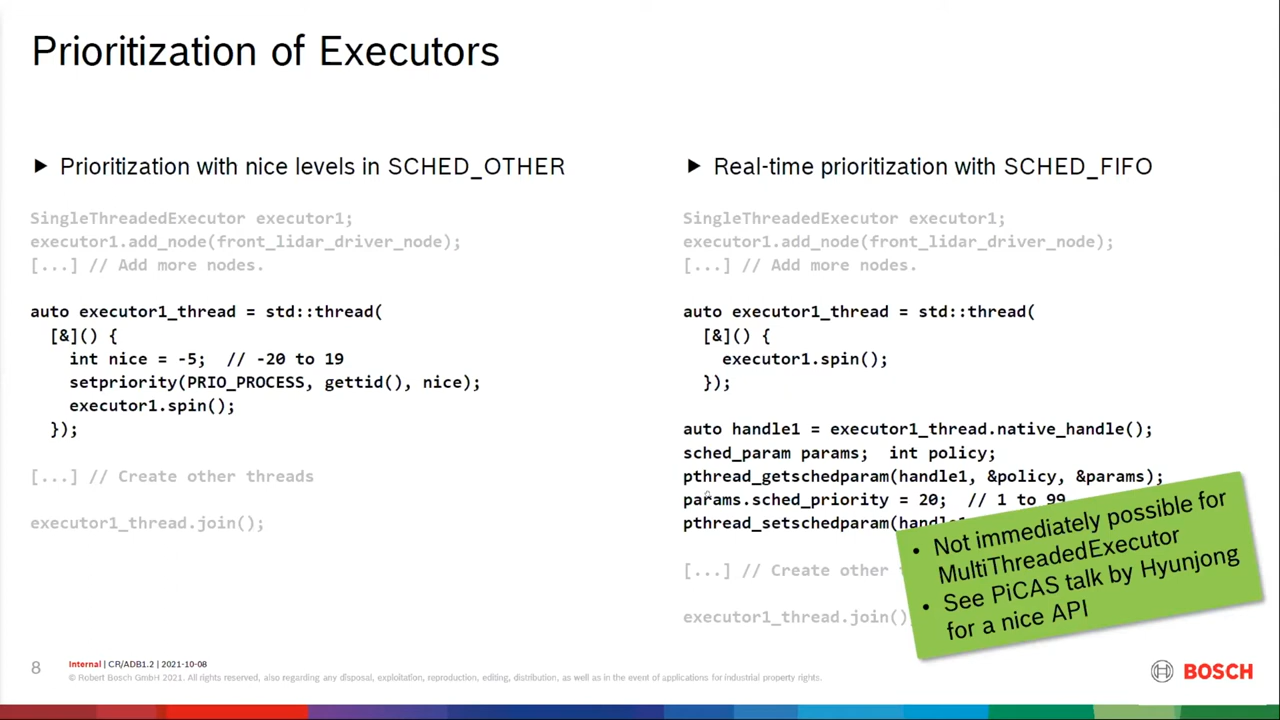 Prioritization of Executors
► Prioritization with nice levels in SCHED_OTHER
SingleThreadedExecutor executor1;
executor1.add_node(front_lidar_driver_node);
[...] // Add more nodes.
auto executor1_thread = std::thread(
[&]() {
int nice = -5;  // -20 to 19
setpriority(PRIO_PROCESS, gettid(), nice);
executor1.spin();
});
[...] // Create other threads
executor1_thread.join();
► Real-time prioritization with SCHED_FIFO
SingleThreadedExecutor executor1;
executor1.add_node(front_lidar_driver_node);
[...] // Add more nodes.
auto executor1_thread = std::thread(
[&]() {
executor1.spin();
});
auto handle1 = executor1_thread.native_handle();
sched_param params;  int policy;
pthread_getschedparam(handle1, &policy, &params);
params.sched_priority = 20;  // 1 to 99
pthread_setschedparam(
[...] // Create other
executor1_thread.join()
• Not immediately possible for
MultiThreadedExecutor
• See PiCAS talk by Hyunjong
for a nice API
8
Internal | CR/ADB1.2 | 2021-10-08
© Robert Bosch GmbH 2021. All rights reserved, also regarding any disposal, exploitation, reproduction, editing, distribution, as well as in the event of applications for industrial property rights.
BOSCH